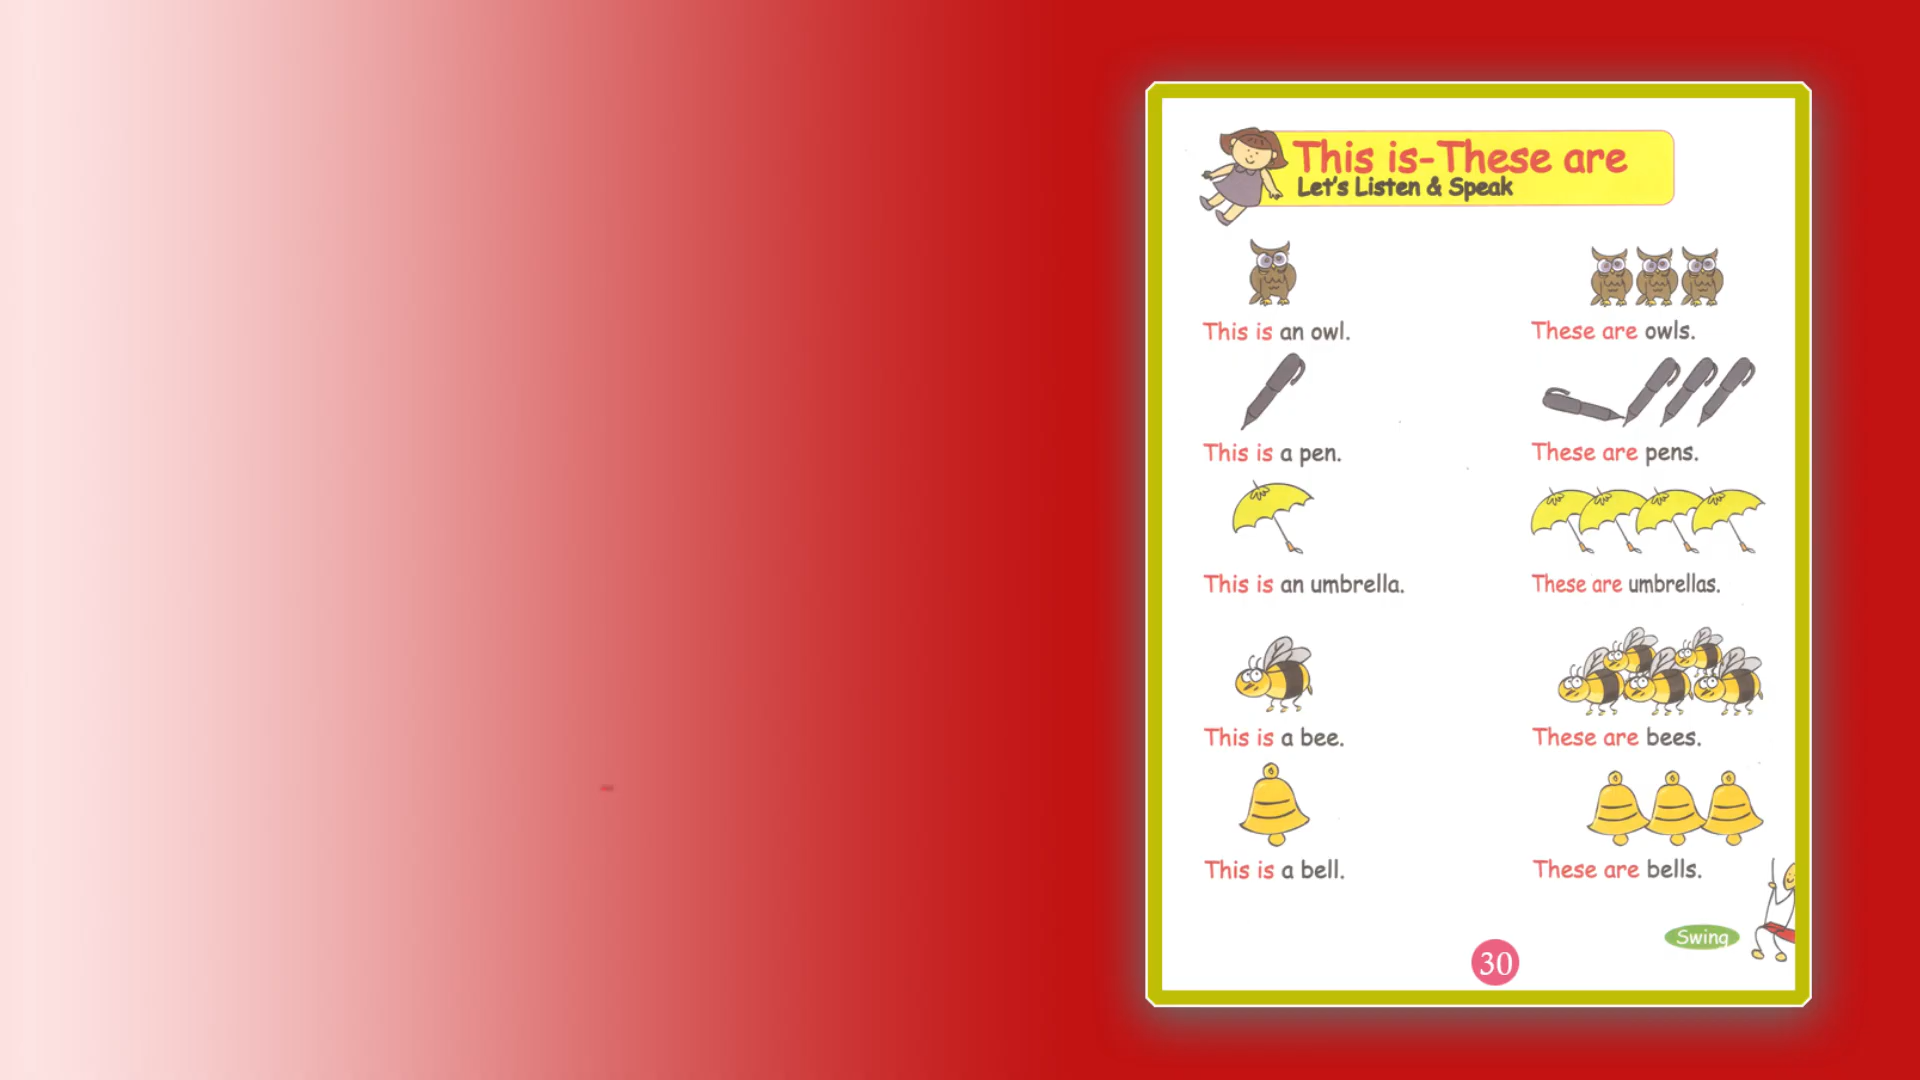 This is-These are
Let's Listen & Speak
This is an owl.
These are owls.
This is a pen.
These are pens.
This is an umbrella.
These are umbrellas.
This is a bee.
These are bees.
This is a bell.
These are bells.
Swing
30